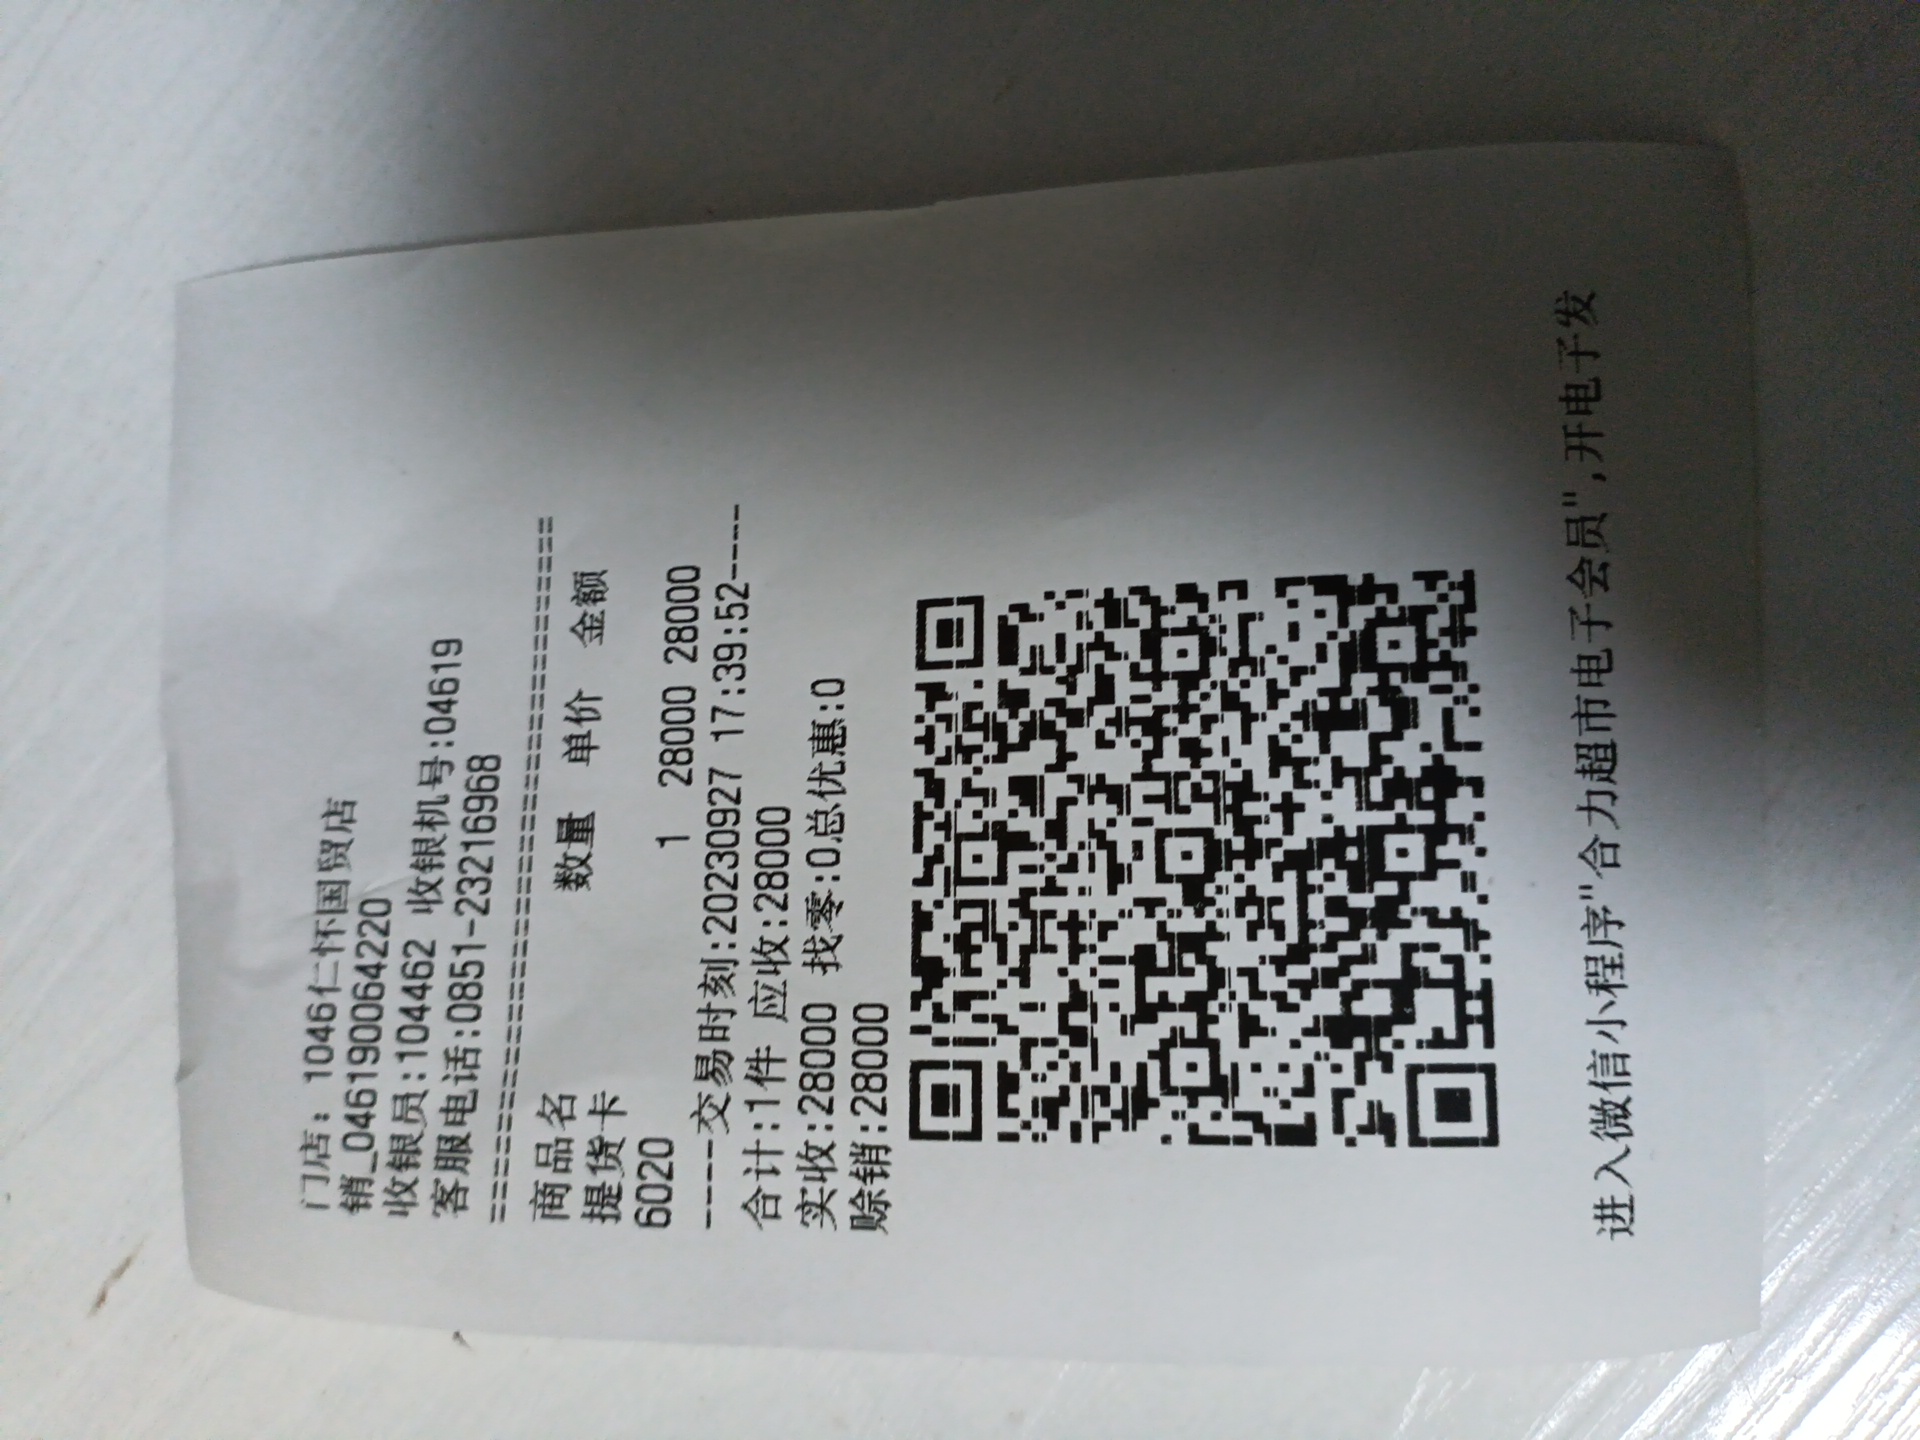 门店: 1046仁怀国贸店
销_046190064220
收银员:104462 收银机号:04619
客服电话:0851-23216968
==========================================
商品名 数量 单价 金额
提货卡
6020 1 28000 28000
-----交易时刻:20230927 17:39:52----
合计:1件 应收:28000
实收:28000 找零:0总优惠:0
赊销:28000
进入微信小程序"合力超市电子会员",开电子发